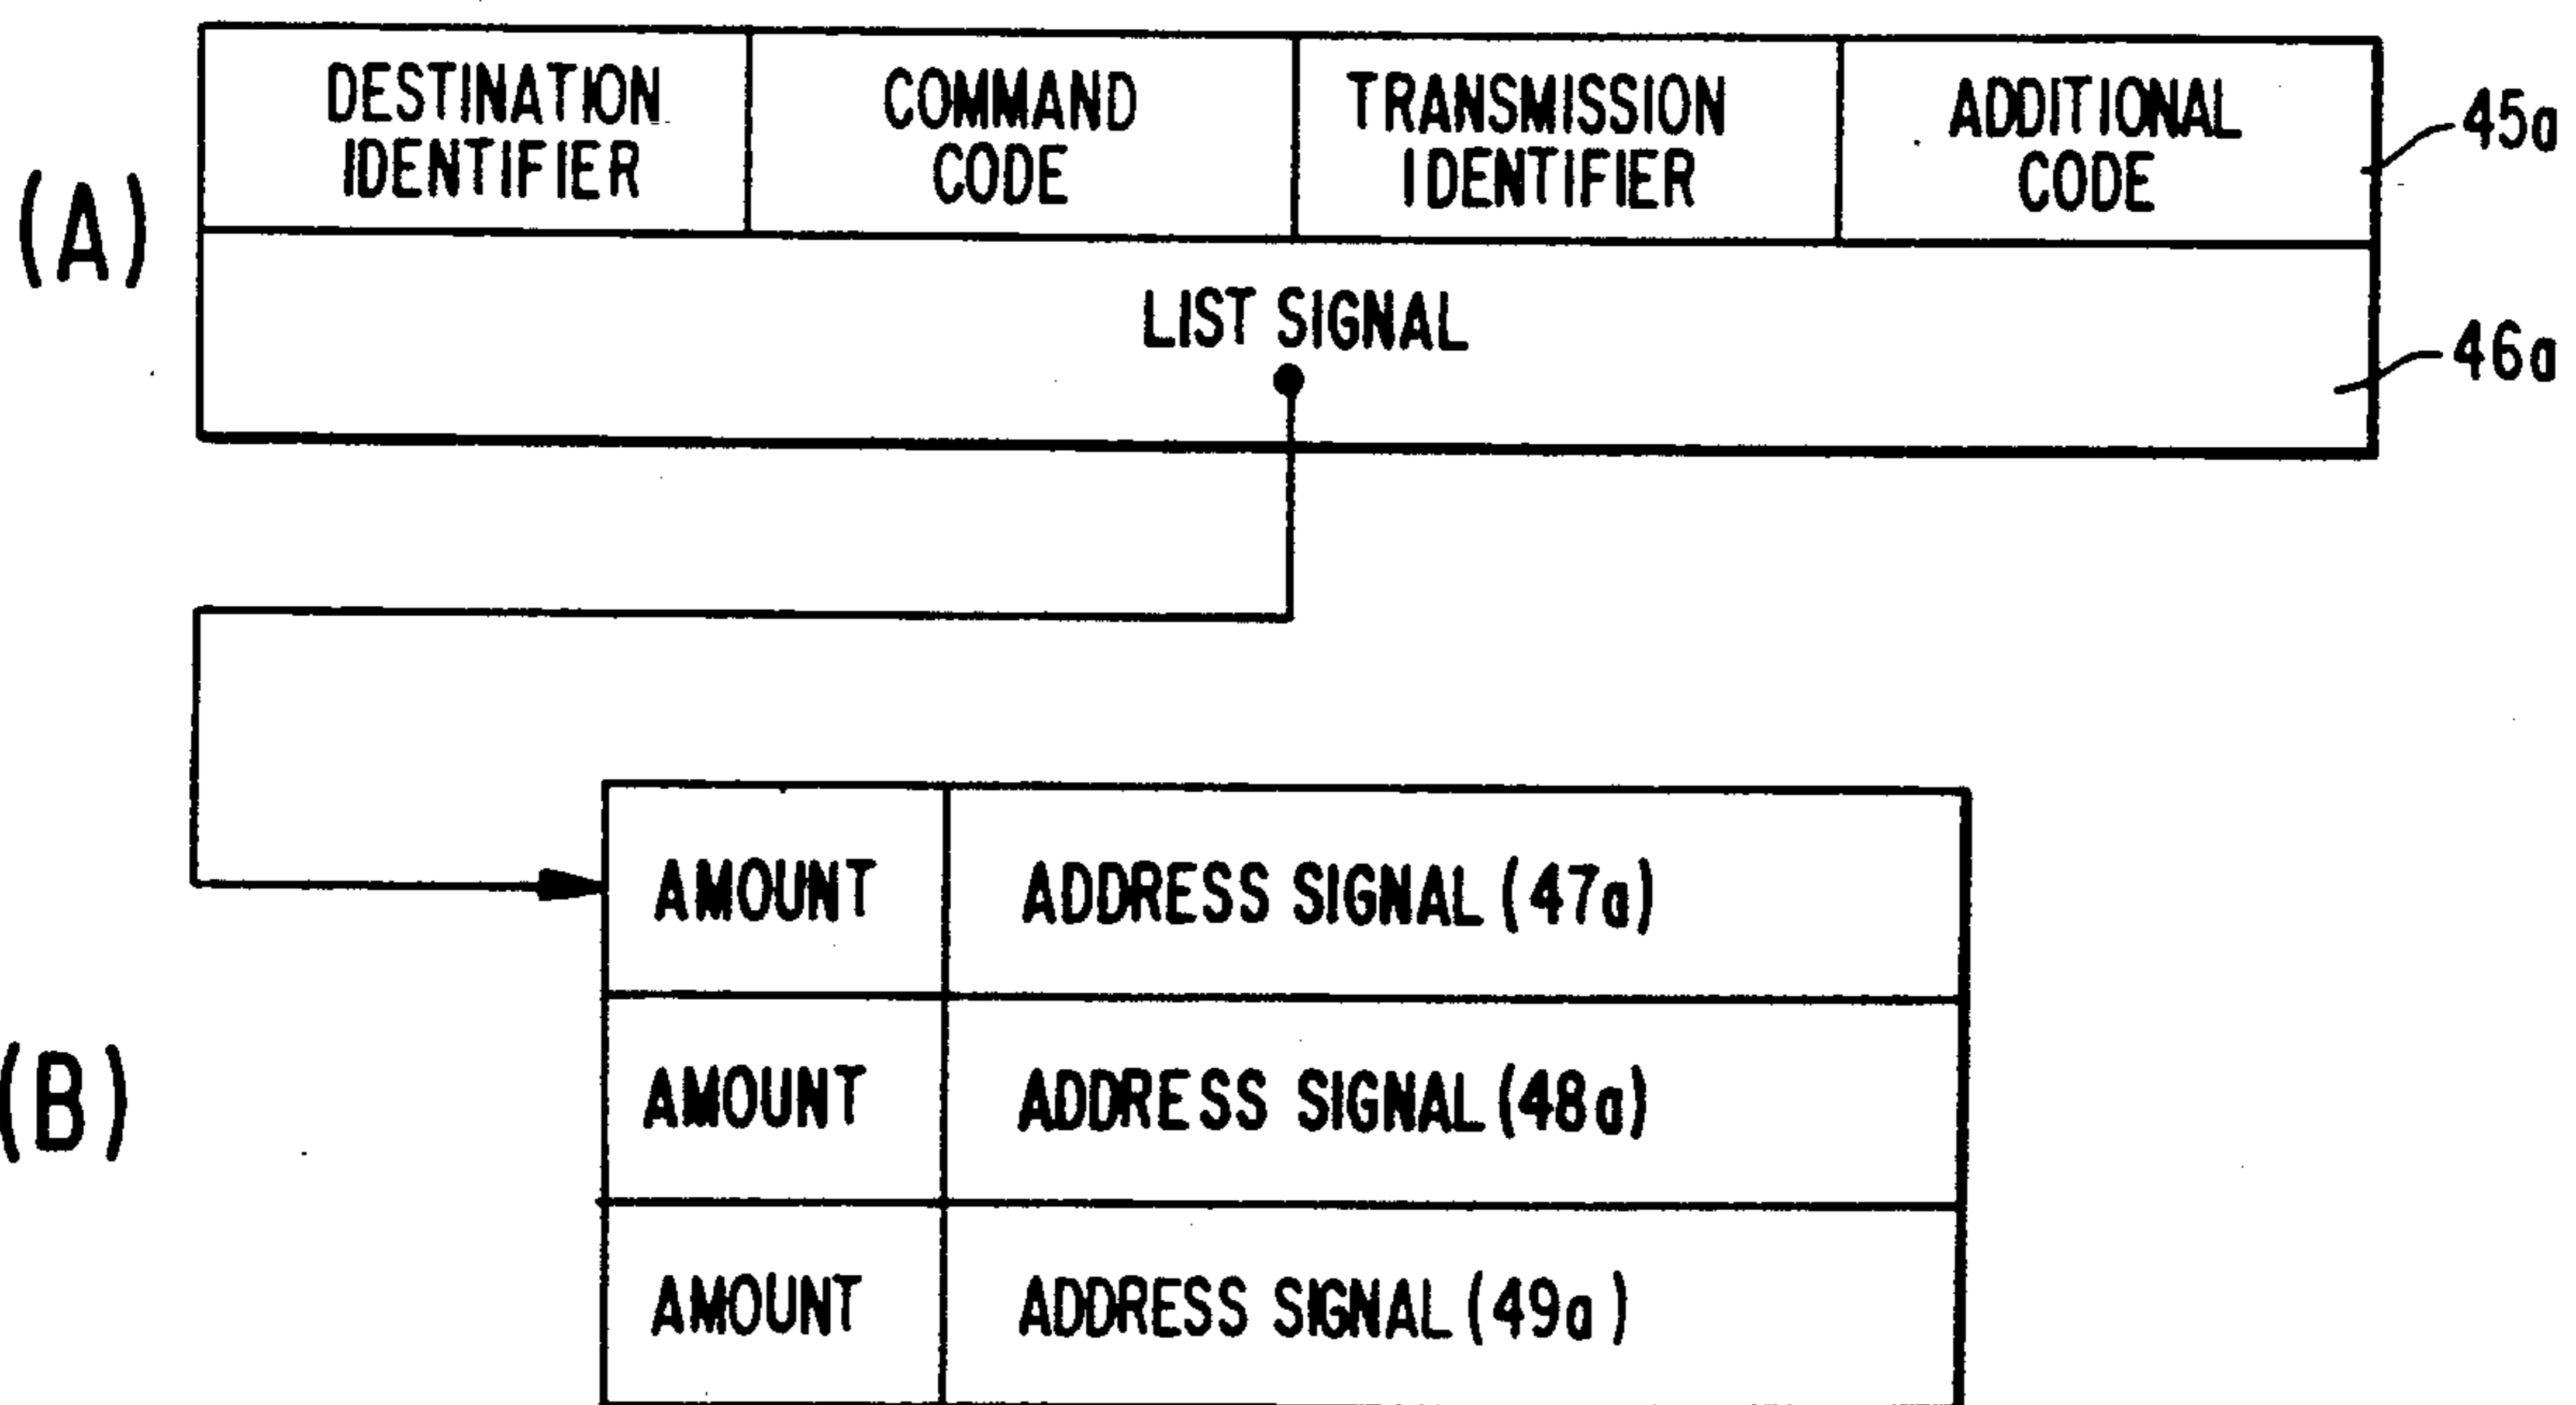 (A)
DESTINATION
IDENTIFIER
COMMAND
CODE
TRANSMISSION
IDENTIFIER
ADDITIONAL
CODE
45a
LIST SIGNAL
46a
(B)
AMOUNT
ADDRESS SIGNAL (47a)
AMOUNT
ADDRESS SIGNAL (48a)
AMOUNT
ADDRESS SIGNAL (49a)